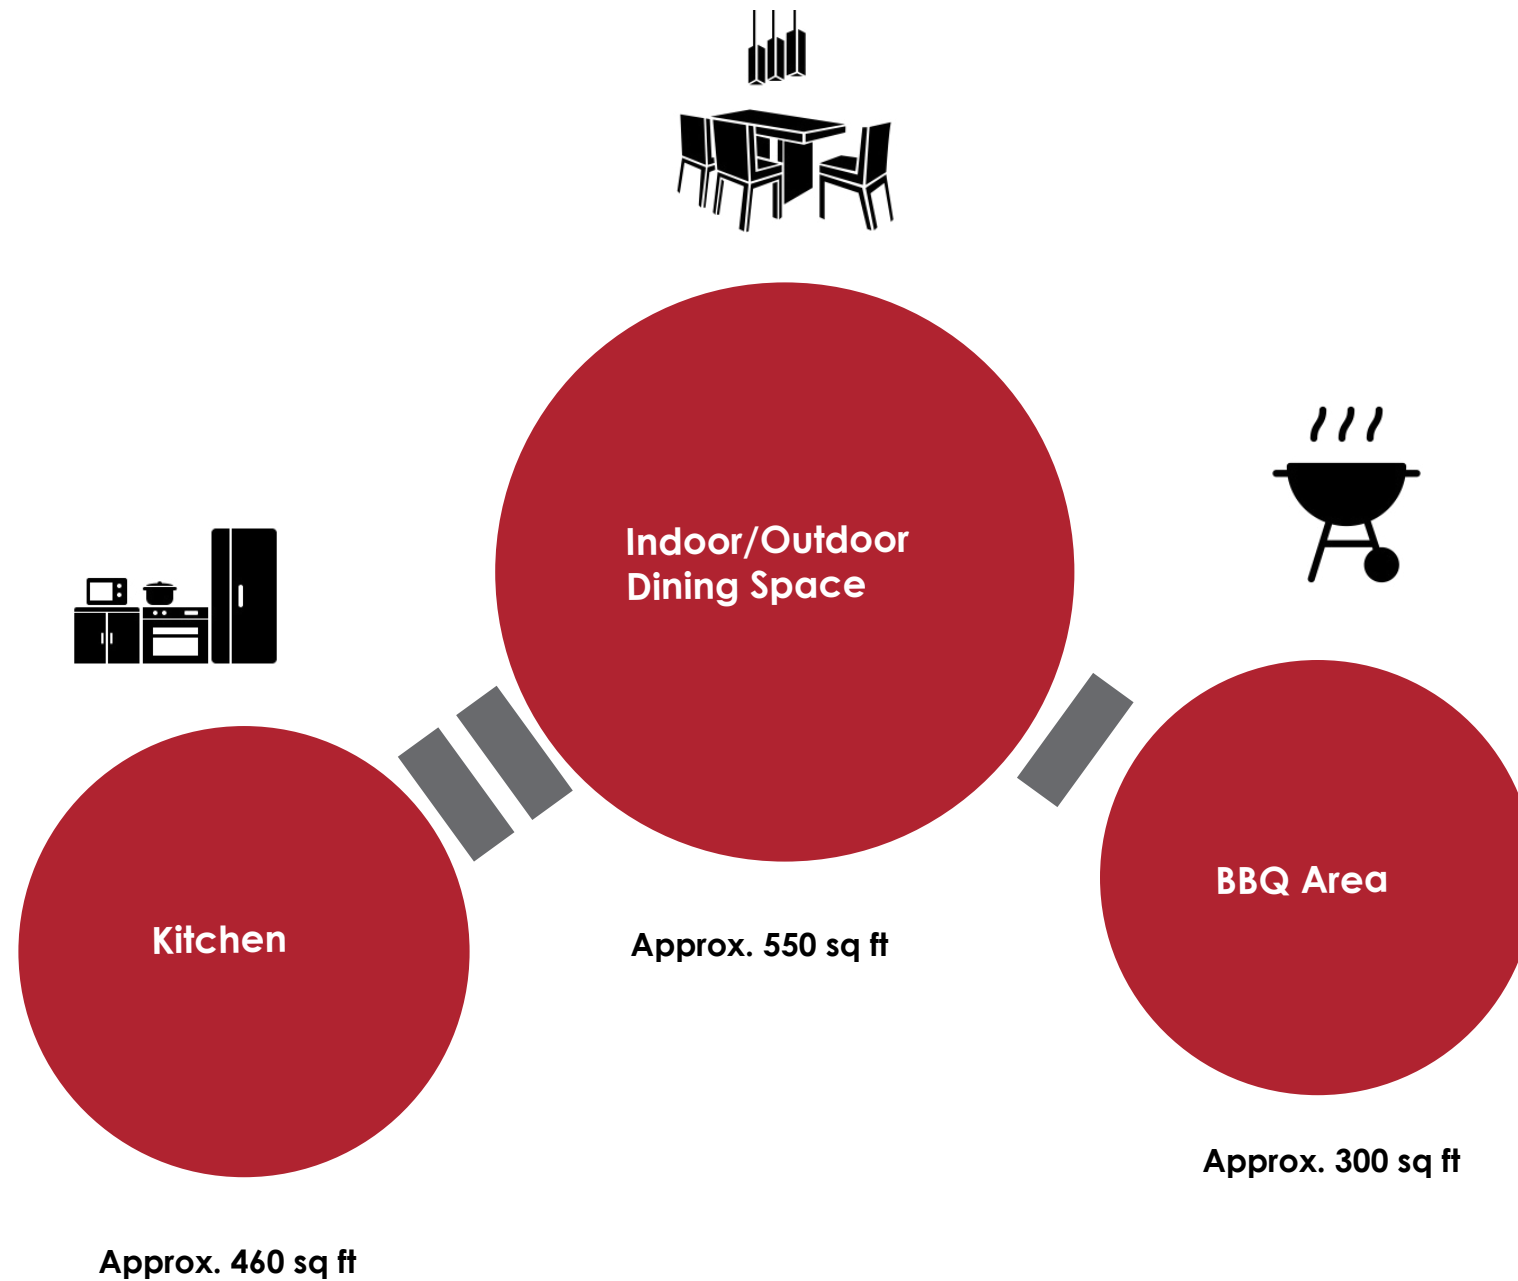 Indoor/Outdoor
Dining Space
Kitchen
BBQ Area
Approx. 550 sq ft
Approx. 300 sq ft
Approx. 460 sq ft